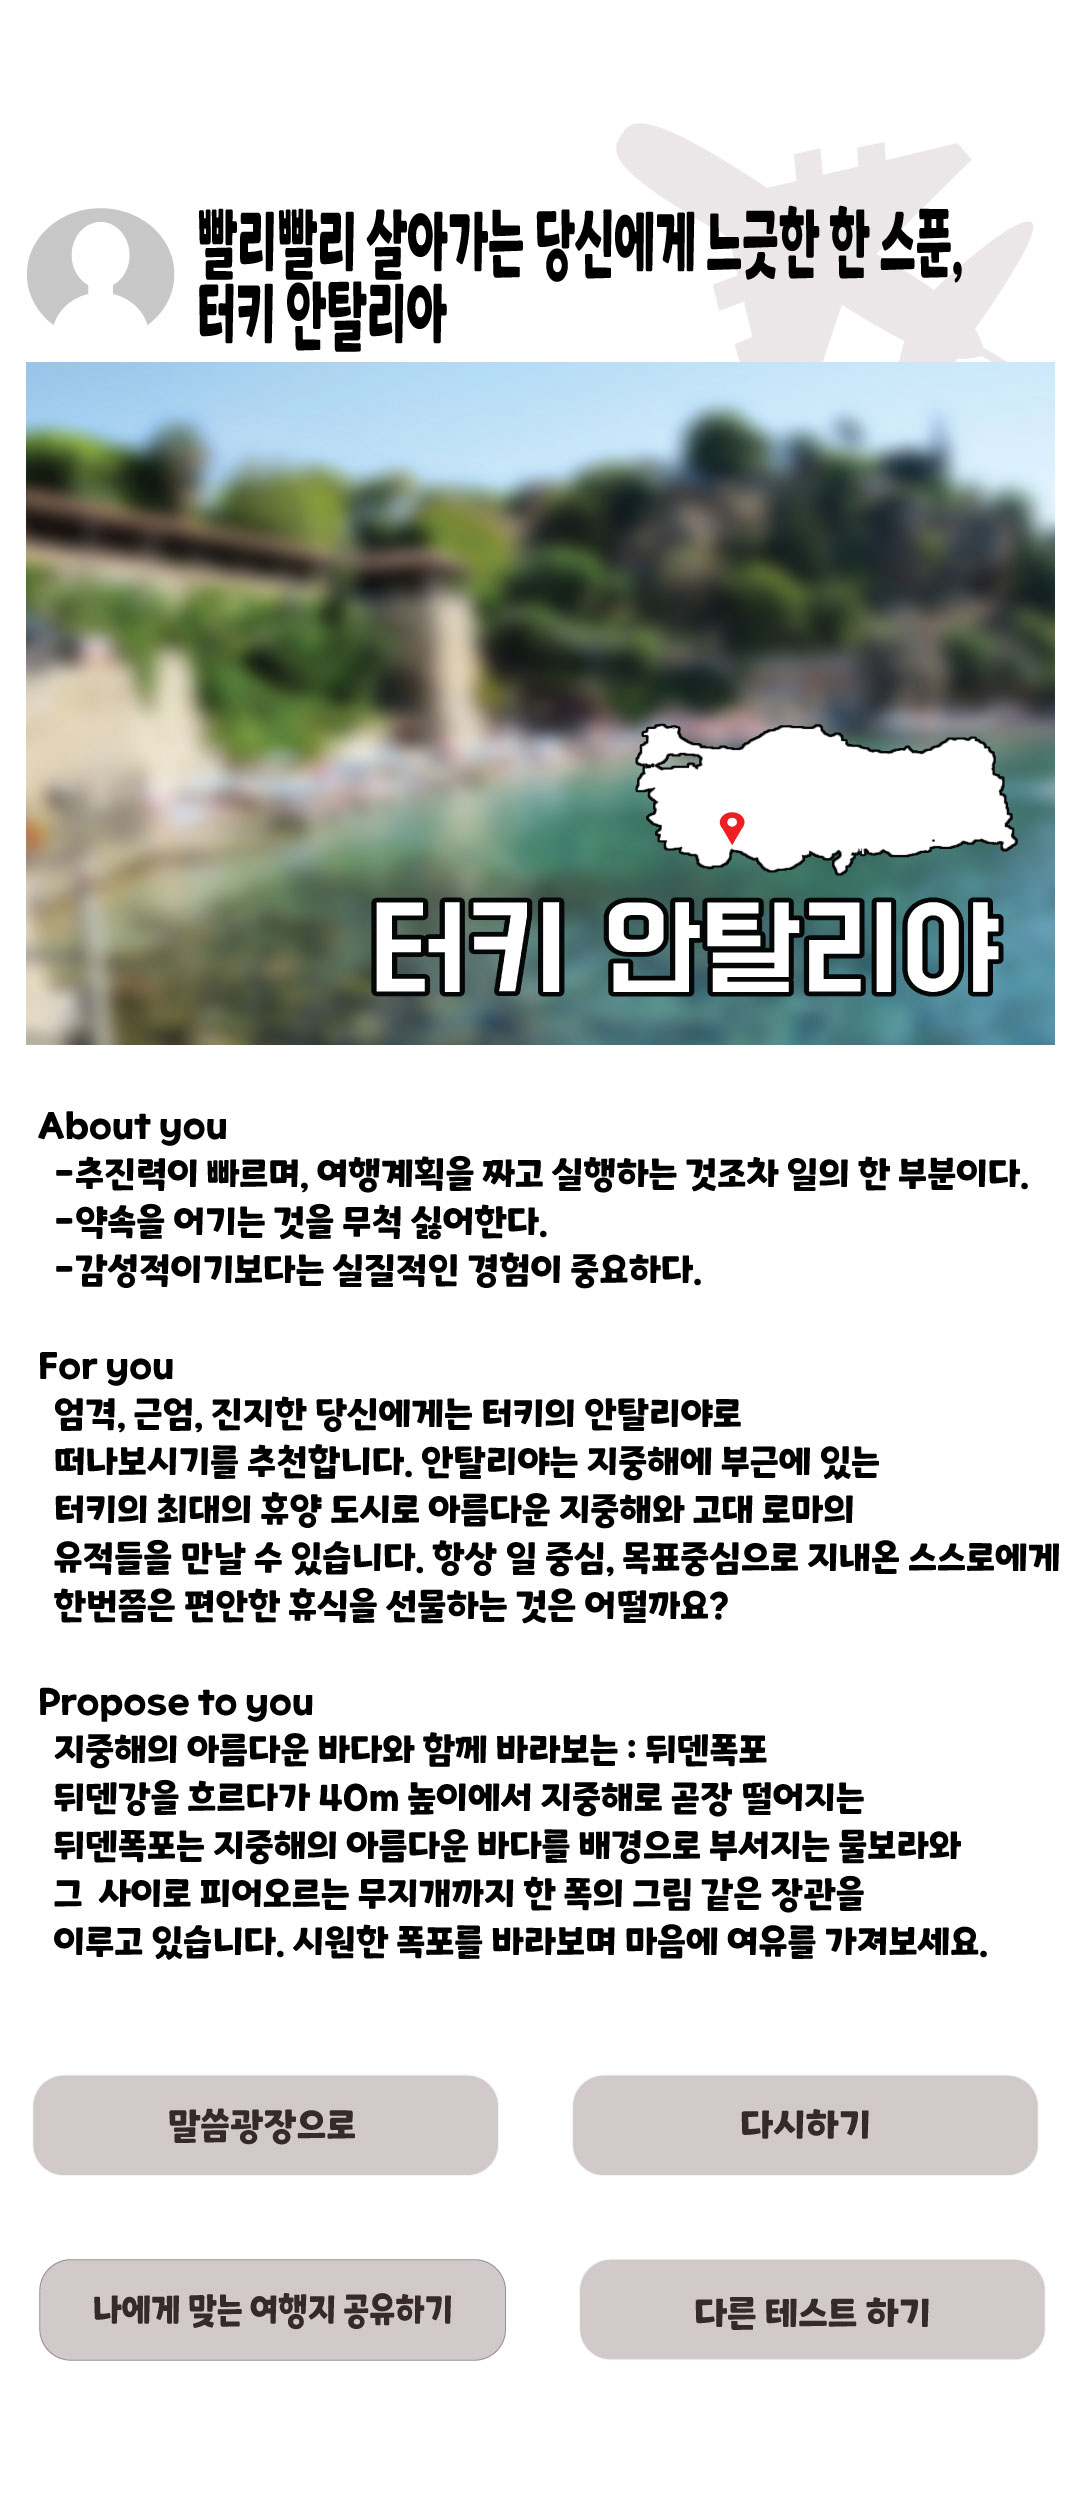 빨리빨리 살아가는 당신에게 느긋한 한 스푼,
터키 안탈리아
터키 안탈리야
About you
-추진력이 빠르며, 여행계획을 짜고 실행하는 것조차 일의 한 부분이다.
-약속을 어기는 것을 무척 싫어한다.
-감성적이기보다는 실질적인 경험이 중요하다.
For you
엄격, 근엄, 진지한 당신에게는 터키의 안탈리야로
떠나보시기를 추천합니다. 안탈리야는 지중해에 부근에 있는
터키의 최대의 휴양 도시로 아름다운 지중해와 고대 로마의
유적들을 만날 수 있습니다. 항상 일 중심, 목표중심으로 지내온 스스로에게
한번쯤은 편안한 휴식을 선물하는 것은 어떨까요?
Propose to you
지중해의 아름다운 바다와 함께 바라보는 : 뒤덴폭포
뒤덴강을 흐르다가 40m 높이에서 지중해로 곧장 떨어지는
뒤덴폭포는 지중해의 아름다운 바다를 배경으로 부서지는 물보라와
그 사이로 피어오르는 무지개까지 한 폭의 그림 같은 장관을
이루고 있습니다. 시원한 폭포를 바라보며 마음에 여유를 가져보세요.
말씀광장으로
다시하기
나에게 맞는 여행지 공유하기
다른 테스트 하기